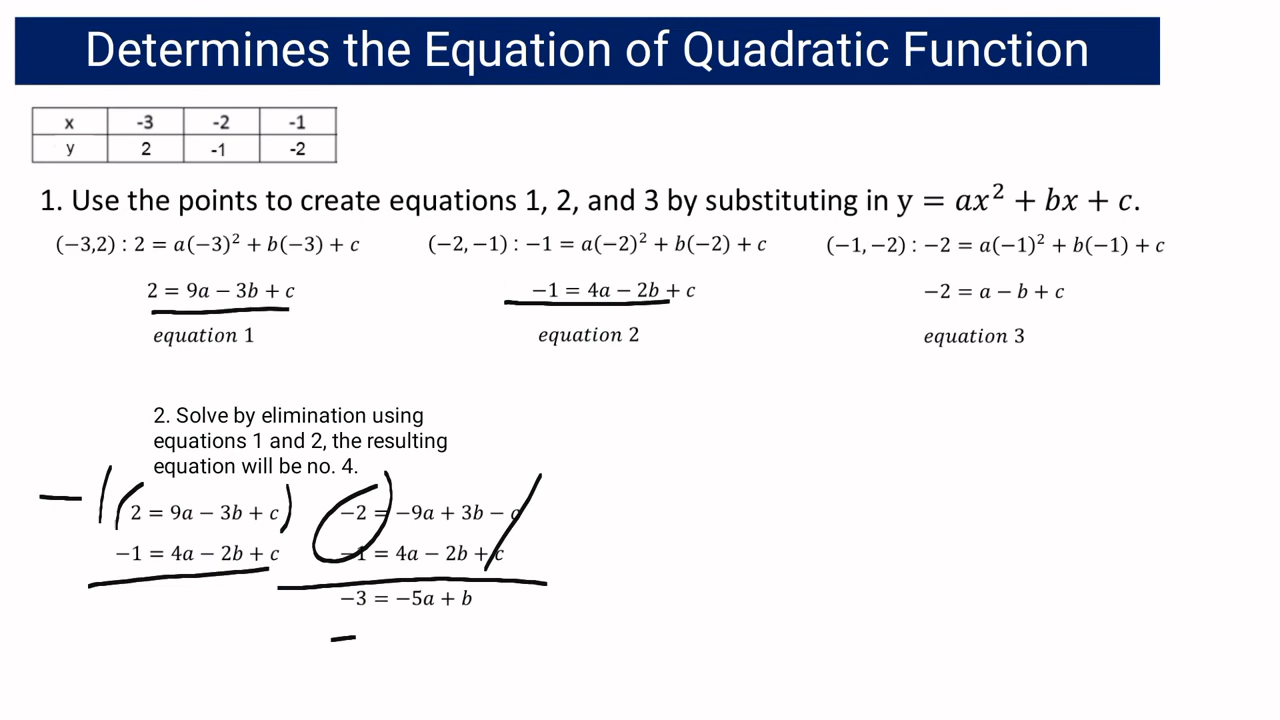 Determines the Equation of Quadratic Function
x -3 -2 -1
y 2 -1 -2
1. Use the points to create equations 1, 2, and 3 by substituting in y = ax² + bx + c.
(−3,2) : 2 = a(−3)² + b(−3) + c (−2, −1) : −1 = a(−2)² + b(−2) + c (−1, −2) : −2 = a(−1)² + b(−1) + c
2 = 9a − 3b + c −1 = 4a − 2b + c −2 = a − b + c
equation 1 equation 2 equation 3
2. Solve by elimination using
equations 1 and 2, the resulting
equation will be no. 4.
−1(2 = 9a − 3b + c) −2 = −9a + 3b − c
−1 = 4a − 2b + c −1 = 4a − 2b + c
−3 = −5a + b
−